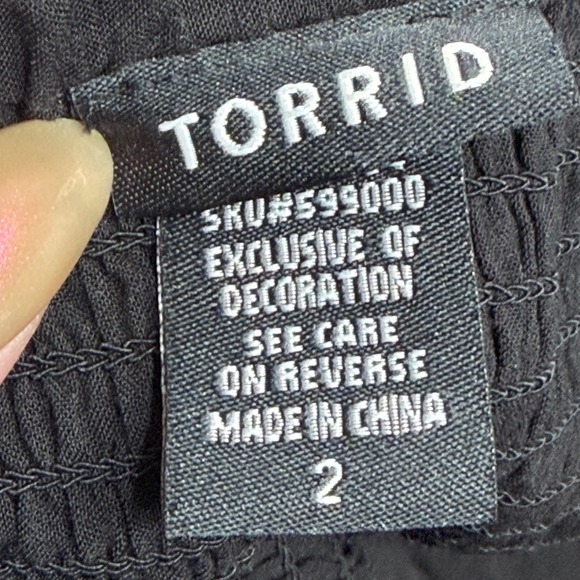 TORRID
SKU#599000
EXCLUSIVE OF
DECORATION
SEE CARE
ON REVERSE
MADE IN CHINA
2